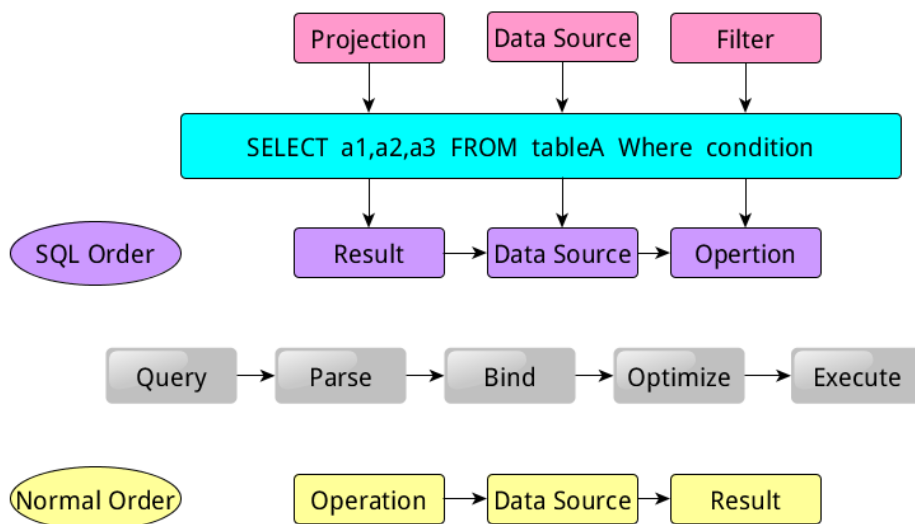 Projection
Data Source
Filter
SELECT a1,a2,a3 FROM tableA Where condition
SQL Order
Result
Data Source
Opertion
Query
Parse
Bind
Optimize
Execute
Normal Order
Operation
Data Source
Result